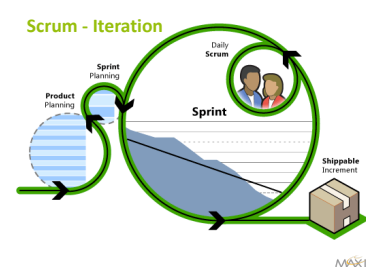 Scrum - Iteration
Daily
Scrum
Sprint
Planning
Product
Planning
Sprint
Shippable
Increment
MAX1